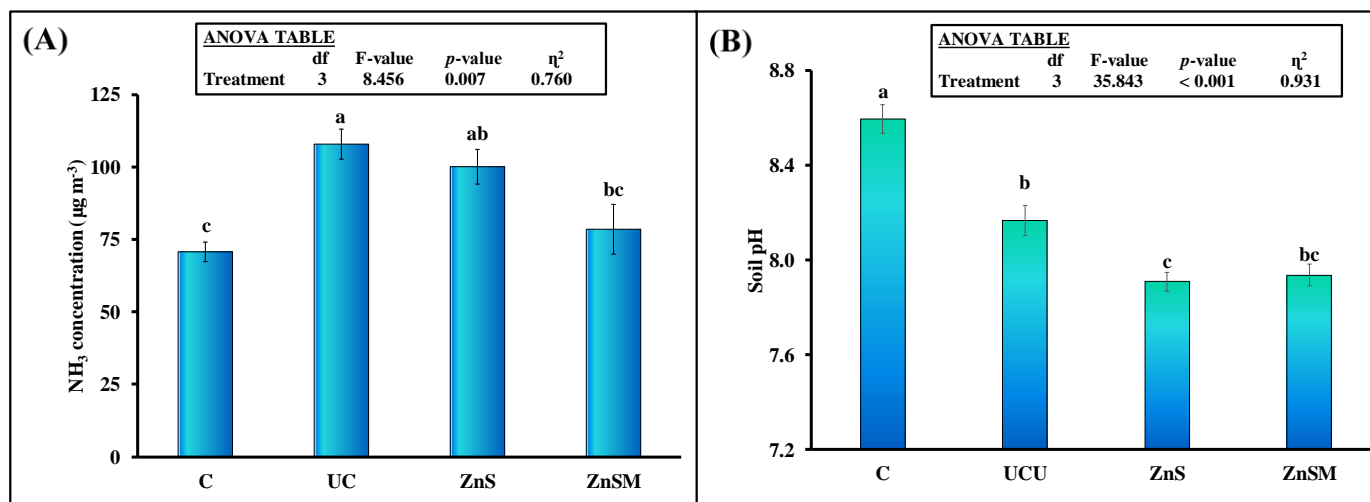 (A)
ANOVA TABLE
df F-value p-value η²
Treatment 3 8.456 0.007 0.760
NH₃ concentration (µg m⁻³)
125
100
75
50
25
0
c
a
ab
bc
C UC ZnS ZnSM
(B)
ANOVA TABLE
df F-value p-value η²
Treatment 3 35.843 < 0.001 0.931
Soil pH
8.8
8.4
8.0
7.6
7.2
a
b
c
bc
C UCU ZnS ZnSM